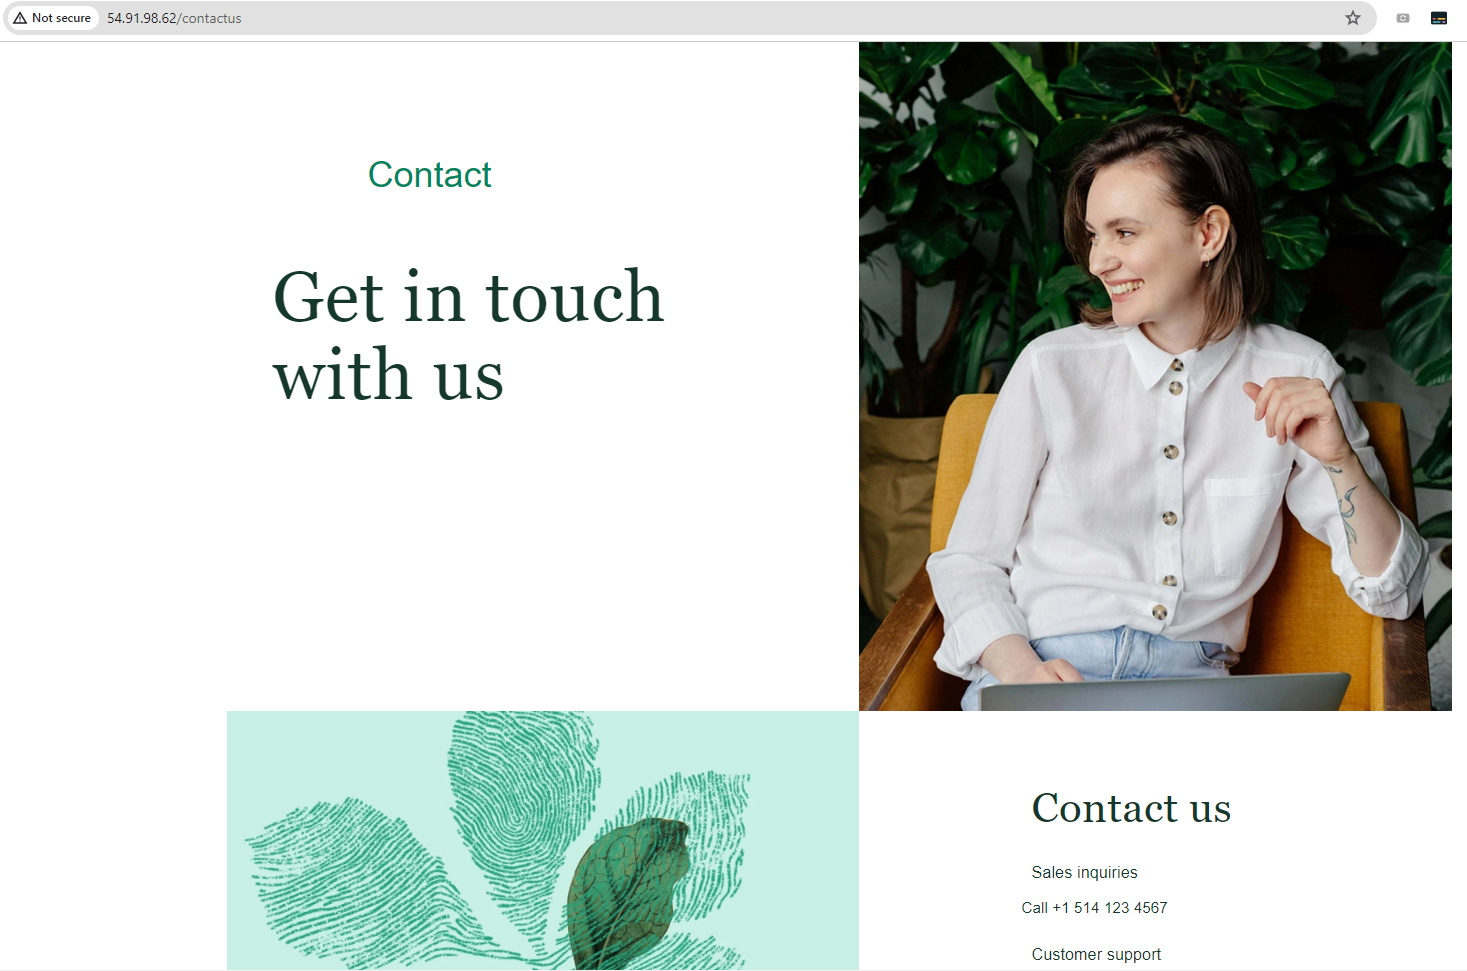 Not secure 54.91.98.62/contactus
Contact
Get in touch
with us
Contact us
Sales inquiries
Call +1 514 123 4567
Customer support